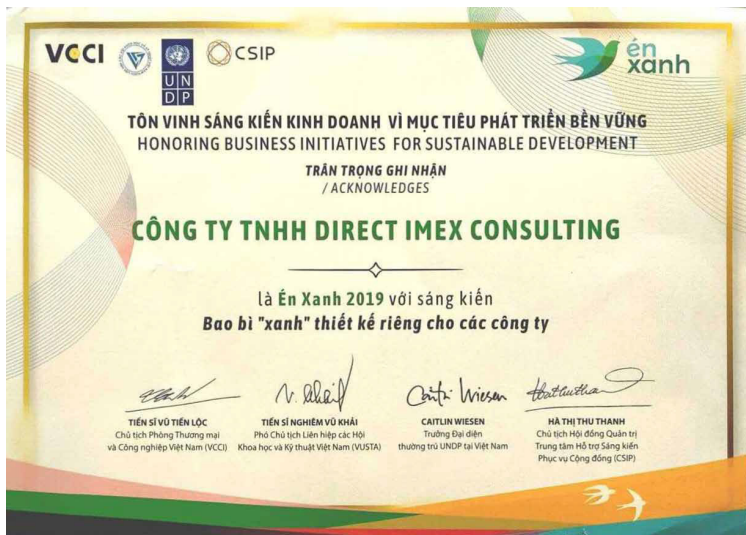 VCCI
UN
DP
CSIP
én
xanh
TÔN VINH SÁNG KIẾN KINH DOANH VÌ MỤC TIÊU PHÁT TRIỂN BỀN VỮNG
HONORING BUSINESS INITIATIVES FOR SUSTAINABLE DEVELOPMENT
TRÂN TRỌNG GHI NHẬN
/ ACKNOWLEDGES
CÔNG TY TNHH DIRECT IMEX CONSULTING
là Én Xanh 2019 với sáng kiến
Bao bì "xanh" thiết kế riêng cho các công ty
TIẾN SĨ VŨ TIẾN LỘC
Chủ tịch Phòng Thương mại
và Công nghiệp Việt Nam (VCCI)
TIẾN SĨ NGHIÊM VŨ KHẢI
Phó Chủ tịch Liên hiệp các Hội
Khoa học và Kỹ thuật Việt Nam (VUSTA)
CAITLIN WIESEN
Trưởng Đại diện
thường trú UNDP tại Việt Nam
HÀ THỊ THU THANH
Chủ tịch Hội đồng Quản trị
Trung tâm Hỗ trợ Sáng kiến
Phục vụ Cộng đồng (CSIP)